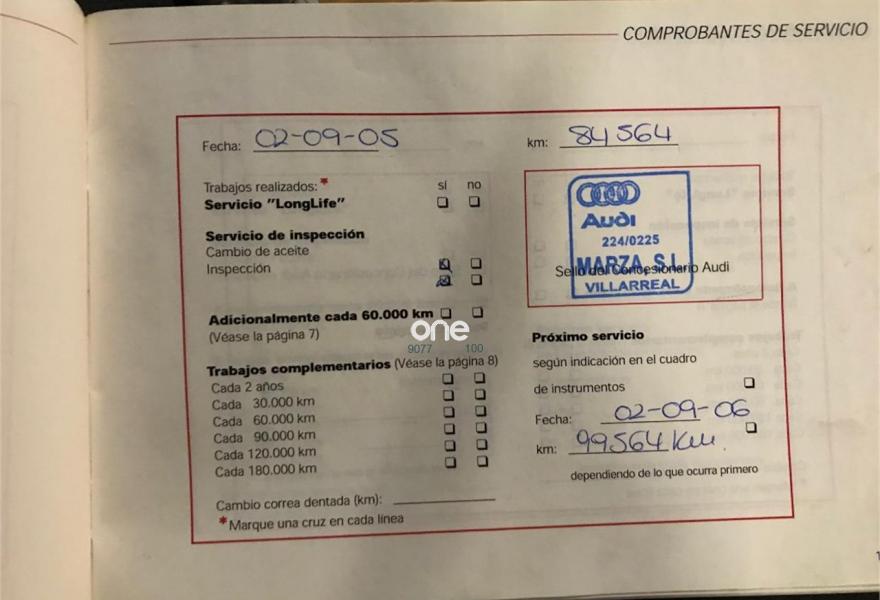 COMPROBANTES DE SERVICIO
Fecha: 02-09-05
km: 84564
Trabajos realizados: * sí no
Servicio "LongLife"
Servicio de inspección
Cambio de aceite
Inspección
Adicionalmente cada 60.000 km
(Véase la página 7)
one
9077 100
Trabajos complementarios (Véase la página 8)
Cada 2 años
Cada 30.000 km
Cada 60.000 km
Cada 90.000 km
Cada 120.000 km
Cada 180.000 km
Cambio correa dentada (km):
* Marque una cruz en cada línea
Audi
224/0225
MARZA, S.L.
VILLARREAL
Sello del Concesionario Audi
Próximo servicio
según indicación en el cuadro
de instrumentos
Fecha: 02-09-06
km: 99564 Km.
dependiendo de lo que ocurra primero